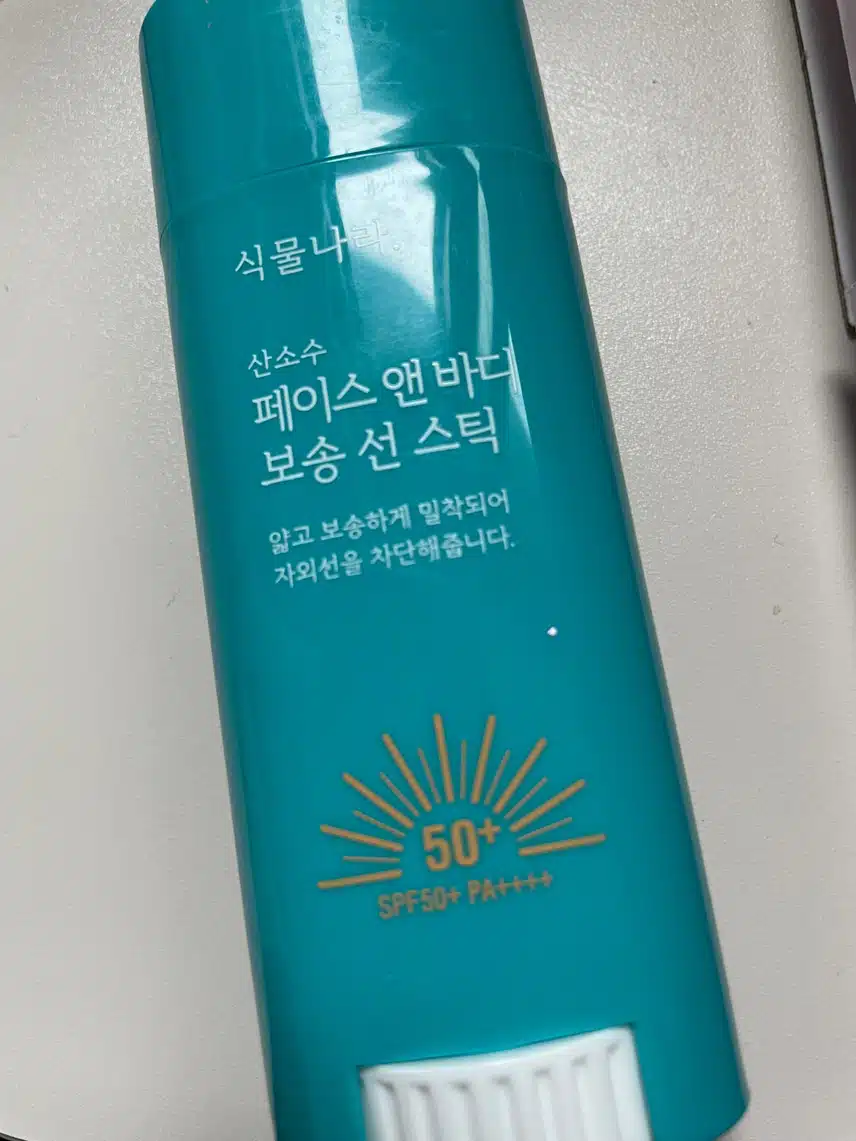 식물나라.
산소수
페이스 앤 바디
보송 선 스틱
얇고 보송하게 밀착되어
자외선을 차단해줍니다.
50+
SPF50+ PA++++